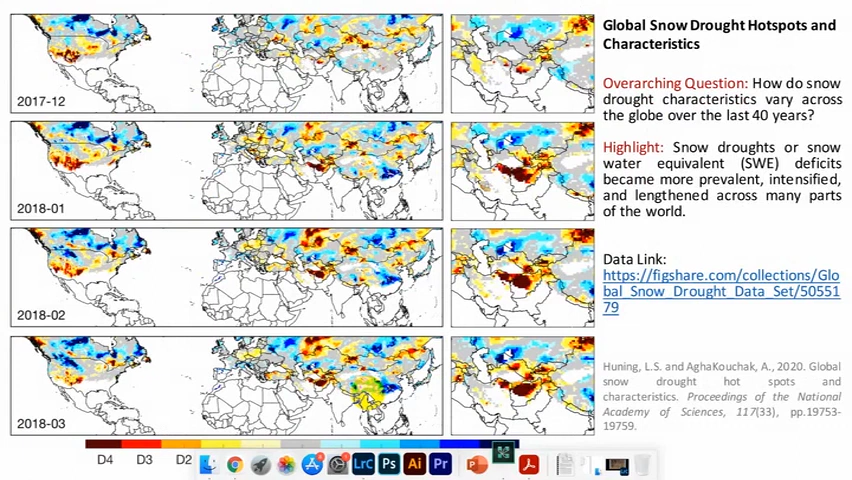 2017-12
2018-01
2018-02
2018-03
D4
D3
D2
LrC
Ps
Ai
Pr
Global Snow Drought Hotspots and
Characteristics
Overarching Question: How do snow
drought characteristics vary across
the globe over the last 40 years?
Highlight: Snow droughts or snow
water equivalent (SWE) deficits
became more prevalent, intensified,
and lengthened across many parts
of the world.
Data Link:
https://figshare.com/collections/Glo
bal_Snow_Drought_Data_Set/50551
79
Huning, L.S. and AghaKouchak, A., 2020. Global
snow drought hot spots and
characteristics. Proceedings of the National
Academy of Sciences, 117(33), pp.19753-
19759.